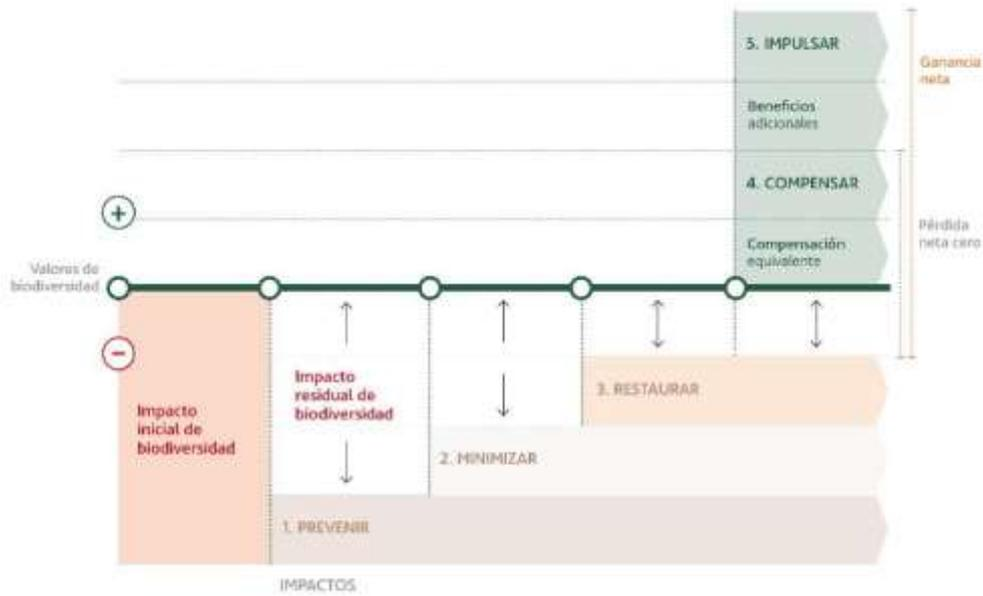 5. IMPULSAR
Ganancia
neta
Beneficios
adicionales
4. COMPENSAR
+
Pérdida
neta cero
Compensación
equivalente
Valores de
biodiversidad
−
Impacto
inicial de
biodiversidad
Impacto
residual de
biodiversidad
3. RESTAURAR
2. MINIMIZAR
1. PREVENIR
IMPACTOS